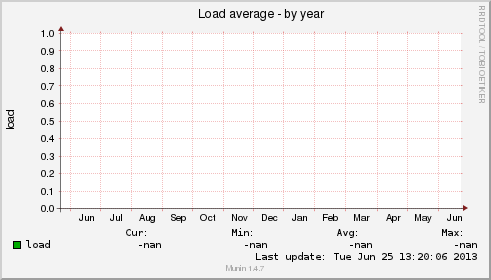 Load average - by year
RRDTOOL / TOBI OETIKER
load
1.0
0.9
0.8
0.7
0.6
0.5
0.4
0.3
0.2
0.1
0.0
Jun Jul Aug Sep Oct Nov Dec Jan Feb Mar Apr May Jun
Cur: Min: Avg: Max:
load -nan -nan -nan -nan
Last update: Tue Jun 25 13:20:06 2013
Munin 1.4.7